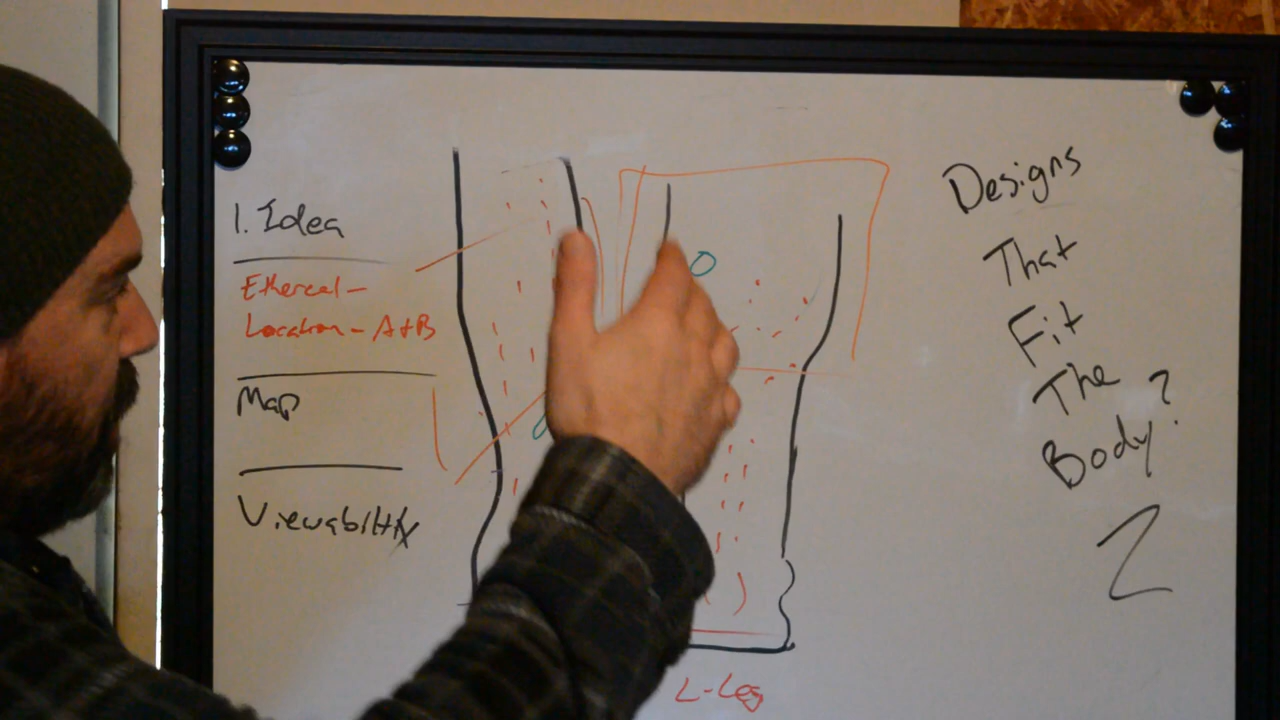 1. Idea
Ethereal-
Location-A+B
Map
Viewability
Designs
That
Fit
The
Body?
2
L-Leg